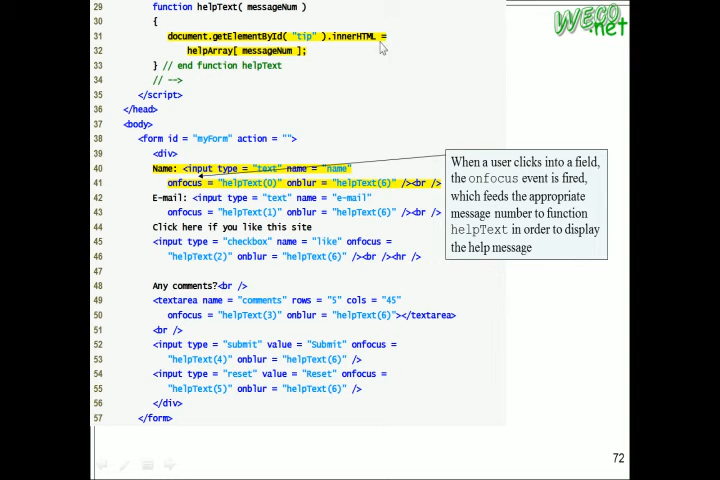 29 function helpText( messageNum )
30 {
31 document.getElementById( "tip" ).innerHTML =
32 helpArray[ messageNum ];
33 } // end function helpText
34 // -->
35 </script>
36 </head>
37 <body>
38 <form id = "myForm" action = "">
39 <div>
40 Name: <input type = "text" name = "name"
41 onfocus = "helpText(0)" onblur = "helpText(6)" /><br />
42 E-mail: <input type = "text" name = "e-mail"
43 onfocus = "helpText(1)" onblur = "helpText(6)" /><br />
44 Click here if you like this site
45 <input type = "checkbox" name = "like" onfocus =
46 "helpText(2)" onblur = "helpText(6)" /><br /><hr />
47
48 Any comments?<br />
49 <textarea name = "comments" rows = "5" cols = "45"
50 onfocus = "helpText(3)" onblur = "helpText(6)"></textarea>
51 <br />
52 <input type = "submit" value = "Submit" onfocus =
53 "helpText(4)" onblur = "helpText(6)" />
54 <input type = "reset" value = "Reset" onfocus =
55 "helpText(5)" onblur = "helpText(6)" />
56 </div>
57 </form>
WECO
.net
When a user clicks into a field,
the onfocus event is fired,
which feeds the appropriate
message number to function
helpText in order to display
the help message
72